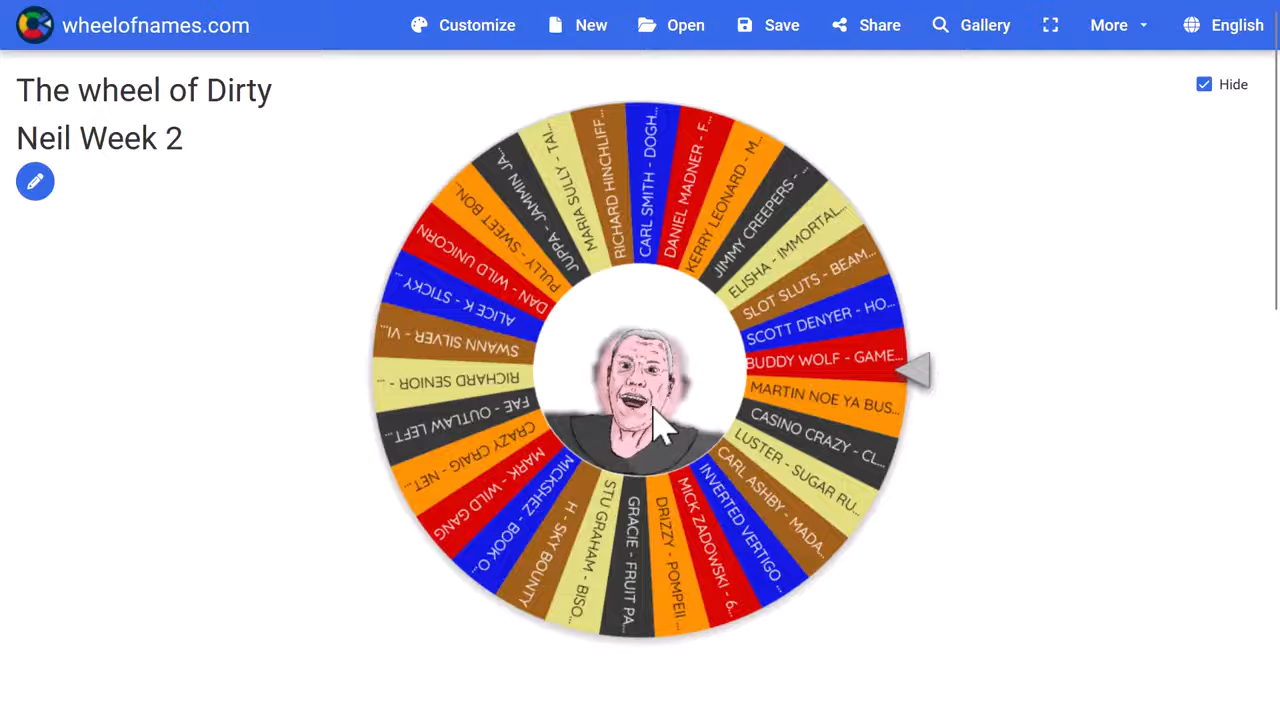 wheelofnames.com
Customize
New
Open
Save
Share
Gallery
More
English
The wheel of Dirty
Neil Week 2
Hide
CARL SMITH - DOGH...
DANIEL MADNER - F...
KERRY LEONARD - M...
JIMMY CREEPERS - ...
ELISHA - IMMORTAL...
SLOT SLUTS - BEAM...
SCOTT DENYER - HO...
BUDDY WOLF - GAME...
MARTIN NOE YA BUS...
CASINO CRAZY - CL...
LUSTER - SUGAR RU...
CARL ASHBY - MADA...
INVERTED VERTIGO ...
MICK ZADOWSKI - 6...
DRIZZY - POMPEII ...
GRACIE - FRUIT PA...
STU GRAHAM - BISO...
H - SKY BOUNTY
MICKSHEZ - BOOK O...
MARK - WILD GANG
CRAZY CRAIG - NET...
FAE - OUTLAW LEFT...
RICHARD SENIOR - ...
SWANN SILVER - VI...
ALICE K - STICKY ...
DAN - WILD UNICORN
PULLY - SWEET BON...
JUPPA - JAMMIN JA...
MARIA SULLY - TAI...
RICHARD HINCHLIFF...